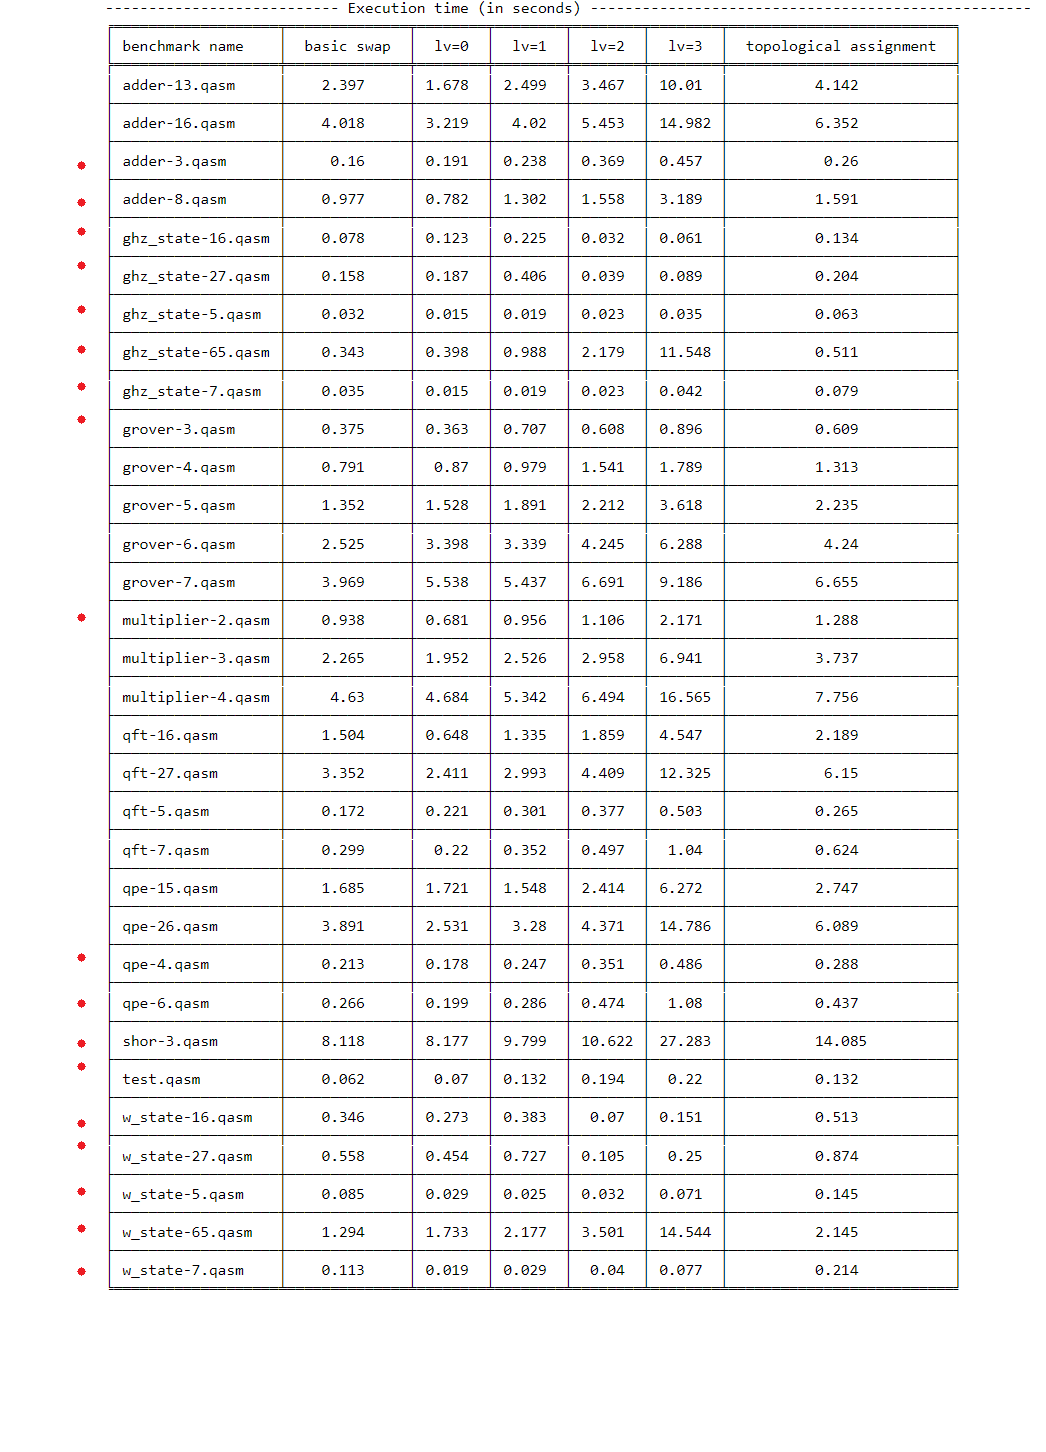 --------------------------- Execution time (in seconds) ---------------------------------------------------
benchmark name basic swap lv=0 lv=1 lv=2 lv=3 topological assignment
adder-13.qasm 2.397 1.678 2.499 3.467 10.01 4.142
adder-16.qasm 4.018 3.219 4.02 5.453 14.982 6.352
adder-3.qasm 0.16 0.191 0.238 0.369 0.457 0.26
adder-8.qasm 0.977 0.782 1.302 1.558 3.189 1.591
ghz_state-16.qasm 0.078 0.123 0.225 0.032 0.061 0.134
ghz_state-27.qasm 0.158 0.187 0.406 0.039 0.089 0.204
ghz_state-5.qasm 0.032 0.015 0.019 0.023 0.035 0.063
ghz_state-65.qasm 0.343 0.398 0.988 2.179 11.548 0.511
ghz_state-7.qasm 0.035 0.015 0.019 0.023 0.042 0.079
grover-3.qasm 0.375 0.363 0.707 0.608 0.896 0.609
grover-4.qasm 0.791 0.87 0.979 1.541 1.789 1.313
grover-5.qasm 1.352 1.528 1.891 2.212 3.618 2.235
grover-6.qasm 2.525 3.398 3.339 4.245 6.288 4.24
grover-7.qasm 3.969 5.538 5.437 6.691 9.186 6.655
multiplier-2.qasm 0.938 0.681 0.956 1.106 2.171 1.288
multiplier-3.qasm 2.265 1.952 2.526 2.958 6.941 3.737
multiplier-4.qasm 4.63 4.684 5.342 6.494 16.565 7.756
qft-16.qasm 1.504 0.648 1.335 1.859 4.547 2.189
qft-27.qasm 3.352 2.411 2.993 4.409 12.325 6.15
qft-5.qasm 0.172 0.221 0.301 0.377 0.503 0.265
qft-7.qasm 0.299 0.22 0.352 0.497 1.04 0.624
qpe-15.qasm 1.685 1.721 1.548 2.414 6.272 2.747
qpe-26.qasm 3.891 2.531 3.28 4.371 14.786 6.089
qpe-4.qasm 0.213 0.178 0.247 0.351 0.486 0.288
qpe-6.qasm 0.266 0.199 0.286 0.474 1.08 0.437
shor-3.qasm 8.118 8.177 9.799 10.622 27.283 14.085
test.qasm 0.062 0.07 0.132 0.194 0.22 0.132
w_state-16.qasm 0.346 0.273 0.383 0.07 0.151 0.513
w_state-27.qasm 0.558 0.454 0.727 0.105 0.25 0.874
w_state-5.qasm 0.085 0.029 0.025 0.032 0.071 0.145
w_state-65.qasm 1.294 1.733 2.177 3.501 14.544 2.145
w_state-7.qasm 0.113 0.019 0.029 0.04 0.077 0.214